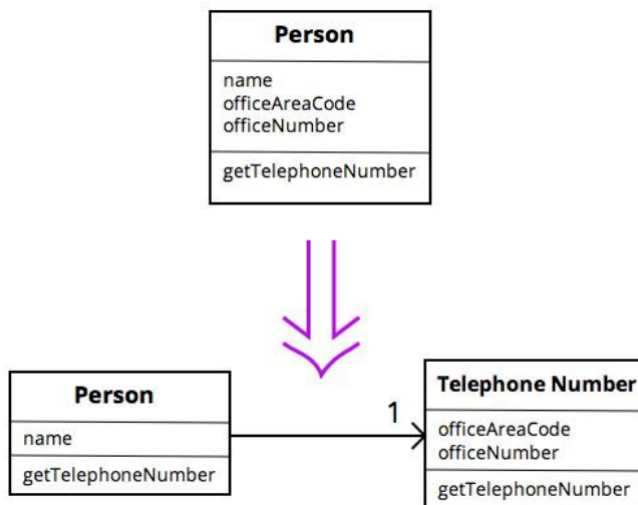 Person
name
officeAreaCode
officeNumber
getTelephoneNumber
Person
name
getTelephoneNumber
1
Telephone Number
officeAreaCode
officeNumber
getTelephoneNumber